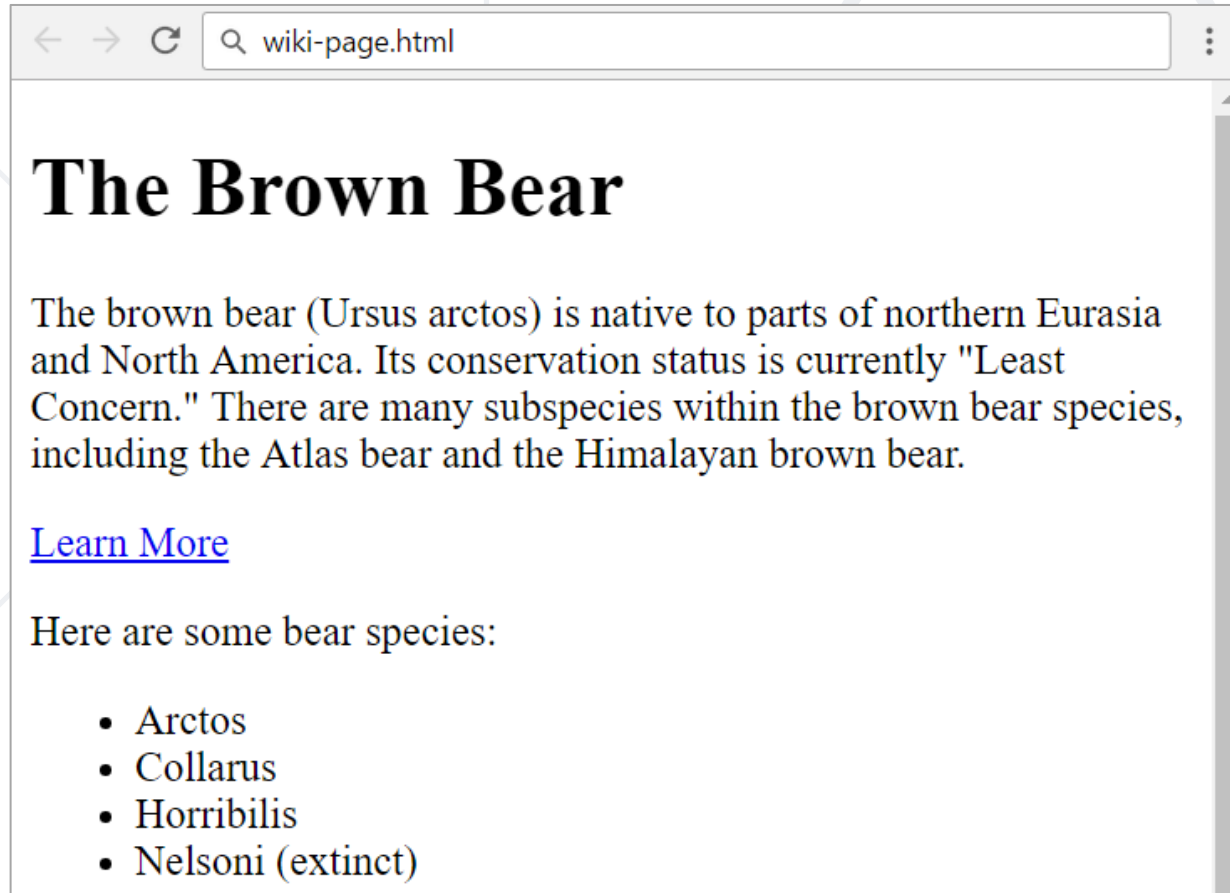 wiki-page.html
The Brown Bear
The brown bear (Ursus arctos) is native to parts of northern Eurasia
and North America. Its conservation status is currently "Least
Concern." There are many subspecies within the brown bear species,
including the Atlas bear and the Himalayan brown bear.
Learn More
Here are some bear species:
• Arctos
• Collarus
• Horribilis
• Nelsoni (extinct)